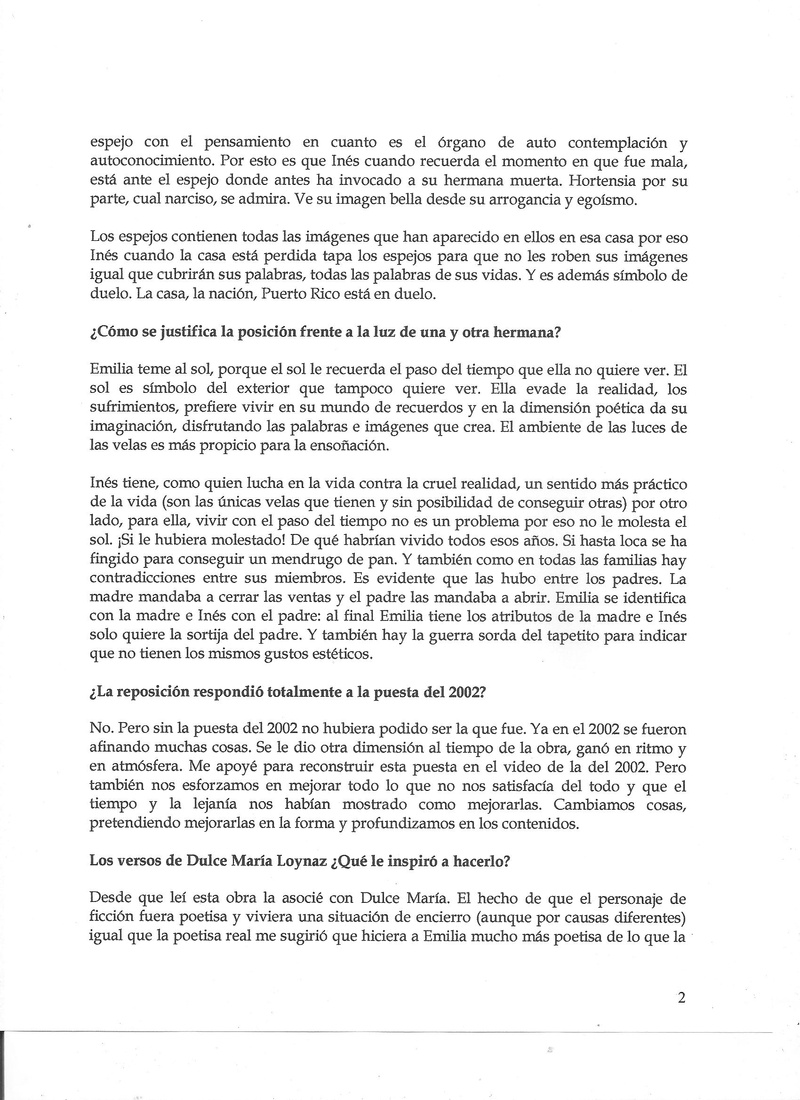 espejo con el pensamiento en cuanto es el órgano de auto contemplación y
autoconocimiento. Por esto es que Inés cuando recuerda el momento en que fue mala,
está ante el espejo donde antes ha invocado a su hermana muerta. Hortensia por su
parte, cual narciso, se admira. Ve su imagen bella desde su arrogancia y egoísmo.
Los espejos contienen todas las imágenes que han aparecido en ellos en esa casa por eso
Inés cuando la casa está perdida tapa los espejos para que no les roben sus imágenes
igual que cubrirán sus palabras, todas las palabras de sus vidas. Y es además símbolo de
duelo. La casa, la nación, Puerto Rico está en duelo.
¿Cómo se justifica la posición frente a la luz de una y otra hermana?
Emilia teme al sol, porque el sol le recuerda el paso del tiempo que ella no quiere ver. El
sol es símbolo del exterior que tampoco quiere ver. Ella evade la realidad, los
sufrimientos, prefiere vivir en su mundo de recuerdos y en la dimensión poética da su
imaginación, disfrutando las palabras e imágenes que crea. El ambiente de las luces de
las velas es más propicio para la ensoñación.
Inés tiene, como quien lucha en la vida contra la cruel realidad, un sentido más práctico
de la vida (son las únicas velas que tienen y sin posibilidad de conseguir otras) por otro
lado, para ella, vivir con el paso del tiempo no es un problema por eso no le molesta el
sol. ¡Si le hubiera molestado! De qué habrían vivido todos esos años. Si hasta loca se ha
fingido para conseguir un mendrugo de pan. Y también como en todas las familias hay
contradicciones entre sus miembros. Es evidente que las hubo entre los padres. La
madre mandaba a cerrar las ventas y el padre las mandaba a abrir. Emilia se identifica
con la madre e Inés con el padre: al final Emilia tiene los atributos de la madre e Inés
solo quiere la sortija del padre. Y también hay la guerra sorda del tapetito para indicar
que no tienen los mismos gustos estéticos.
¿La reposición respondió totalmente a la puesta del 2002?
No. Pero sin la puesta del 2002 no hubiera podido ser la que fue. Ya en el 2002 se fueron
afinando muchas cosas. Se le dio otra dimensión al tiempo de la obra, ganó en ritmo y
en atmósfera. Me apoyé para reconstruir esta puesta en el video de la del 2002. Pero
también nos esforzamos en mejorar todo lo que no nos satisfacía del todo y que el
tiempo y la lejanía nos habían mostrado como mejorarlas. Cambiamos cosas,
pretendiendo mejorarlas en la forma y profundizamos en los contenidos.
Los versos de Dulce María Loynaz ¿Qué le inspiró a hacerlo?
Desde que leí esta obra la asocié con Dulce María. El hecho de que el personaje de
ficción fuera poetisa y viviera una situación de encierro (aunque por causas diferentes)
igual que la poetisa real me sugirió que hiciera a Emilia mucho más poetisa de lo que la
2